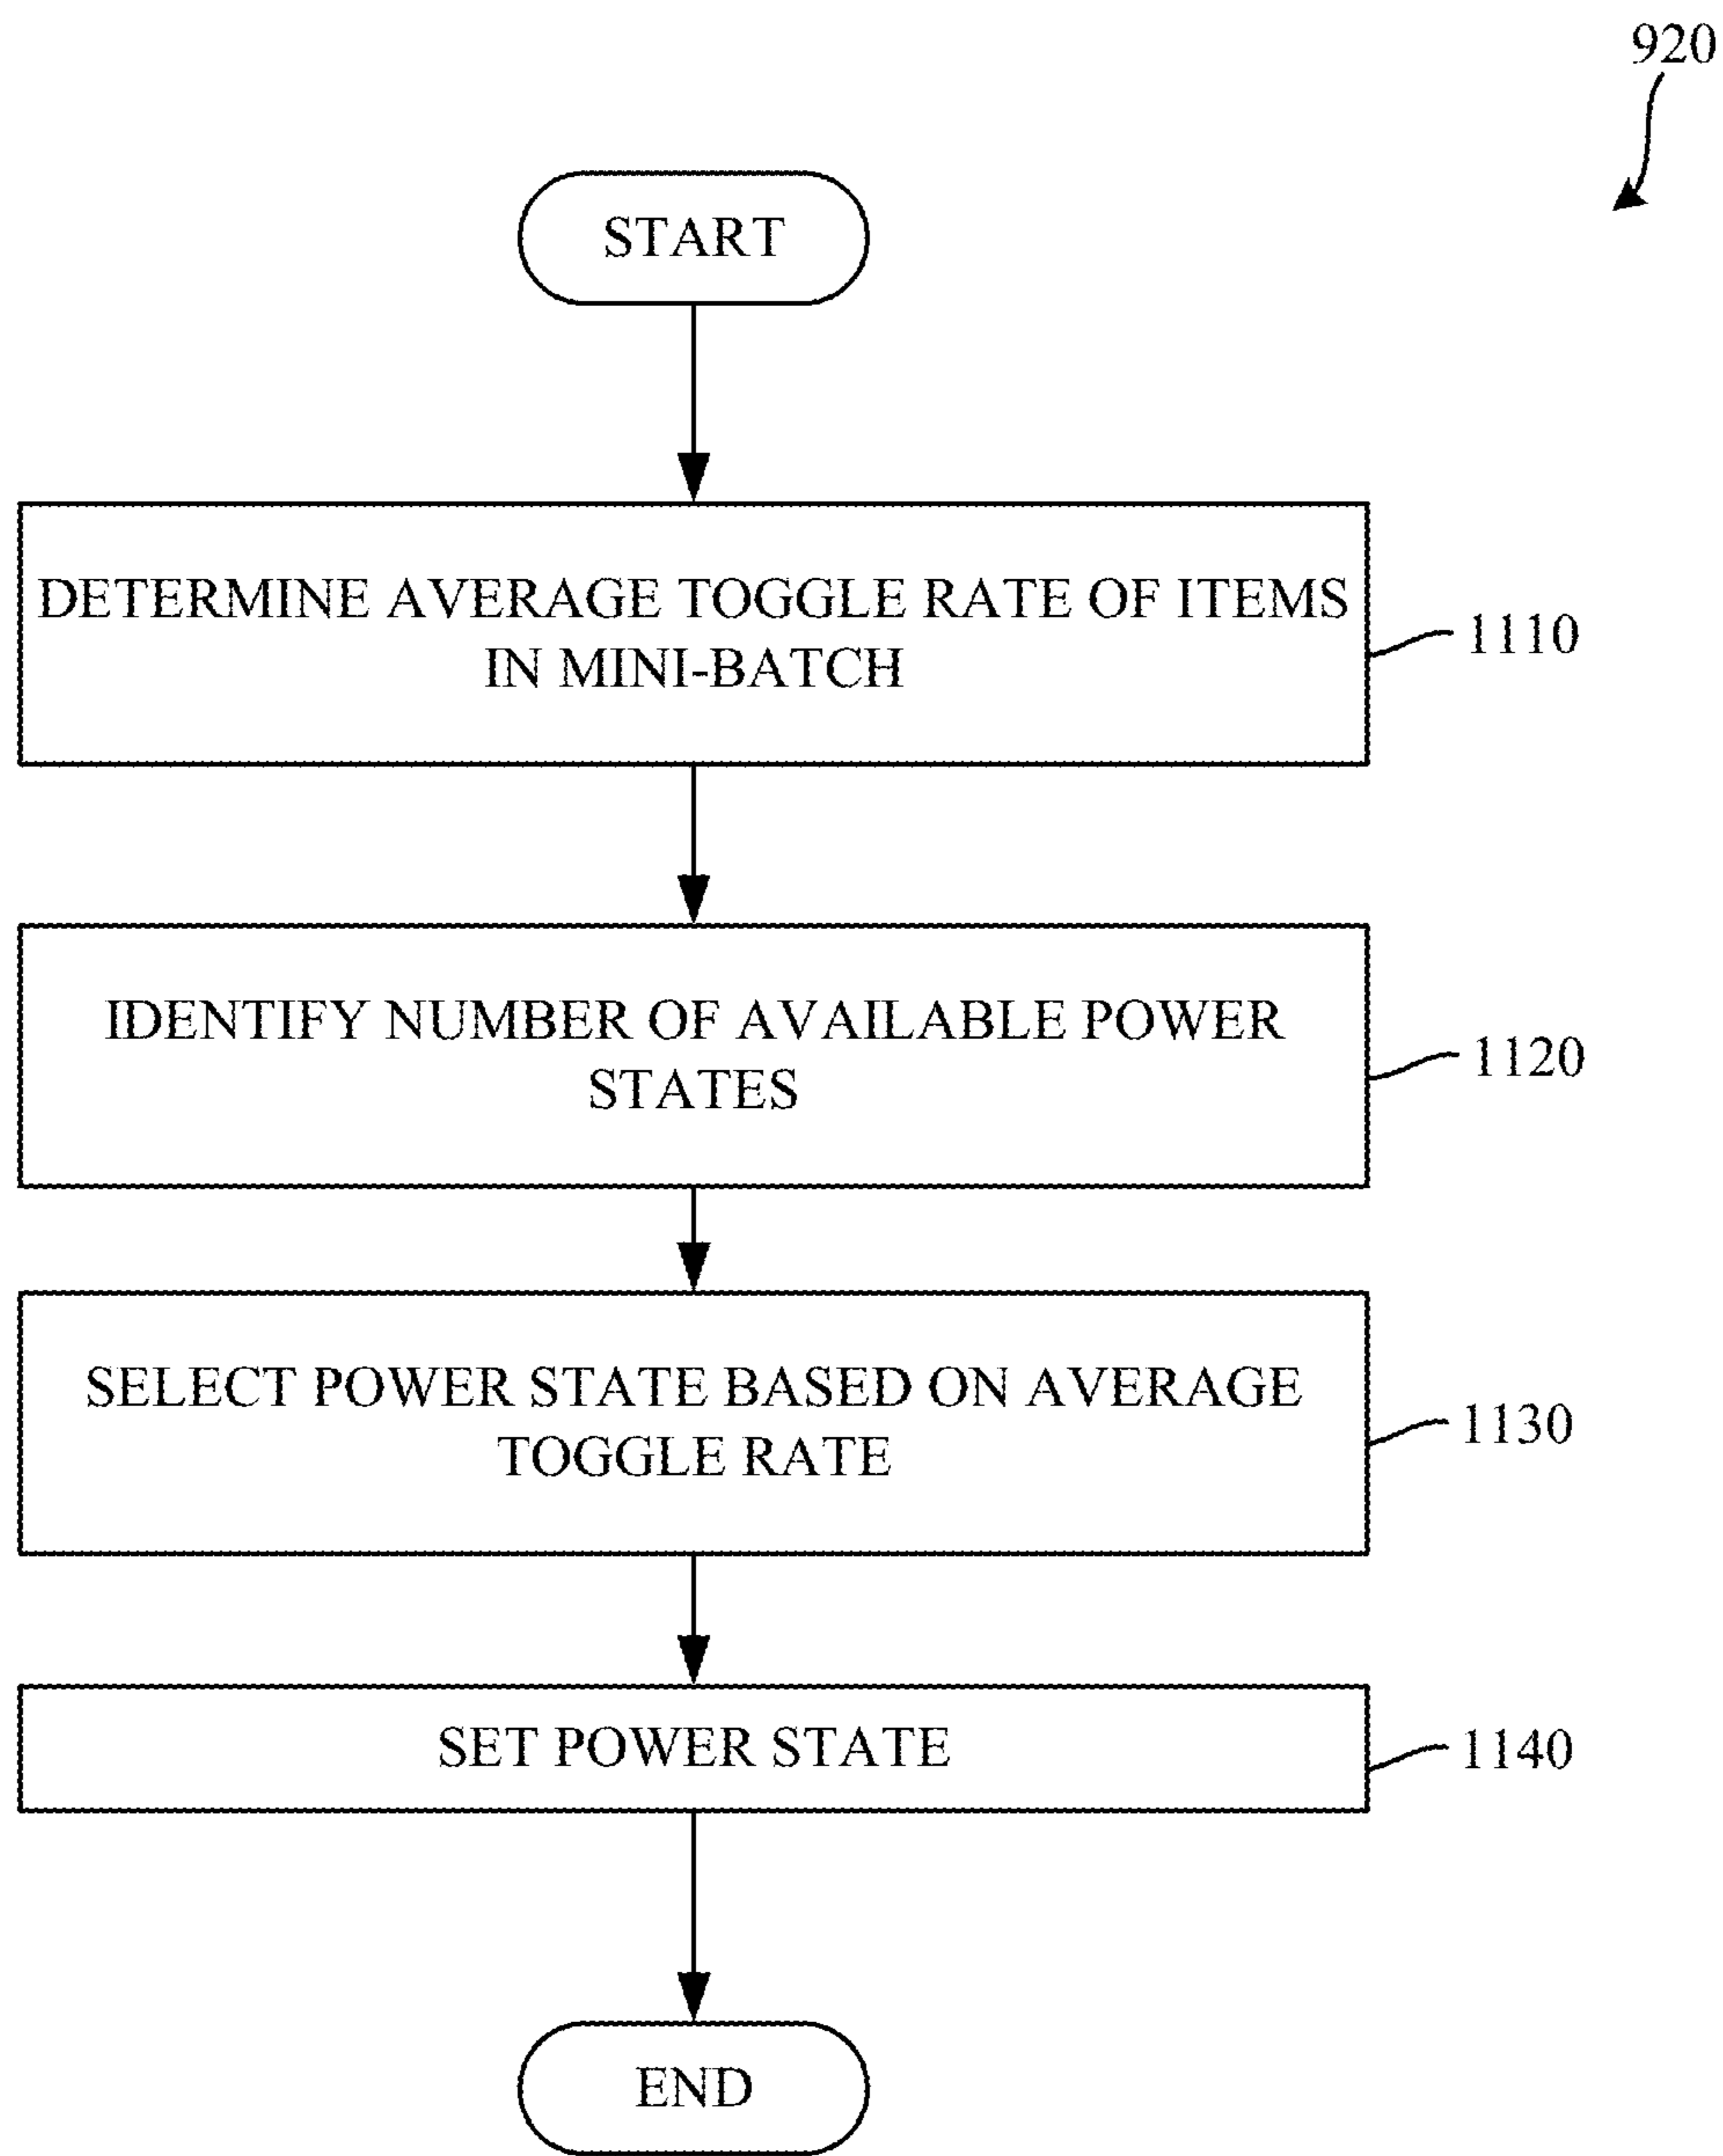 920
START
DETERMINE AVERAGE TOGGLE RATE OF ITEMS
IN MINI-BATCH
1110
IDENTIFY NUMBER OF AVAILABLE POWER
STATES
1120
SELECT POWER STATE BASED ON AVERAGE
TOGGLE RATE
1130
SET POWER STATE
1140
END